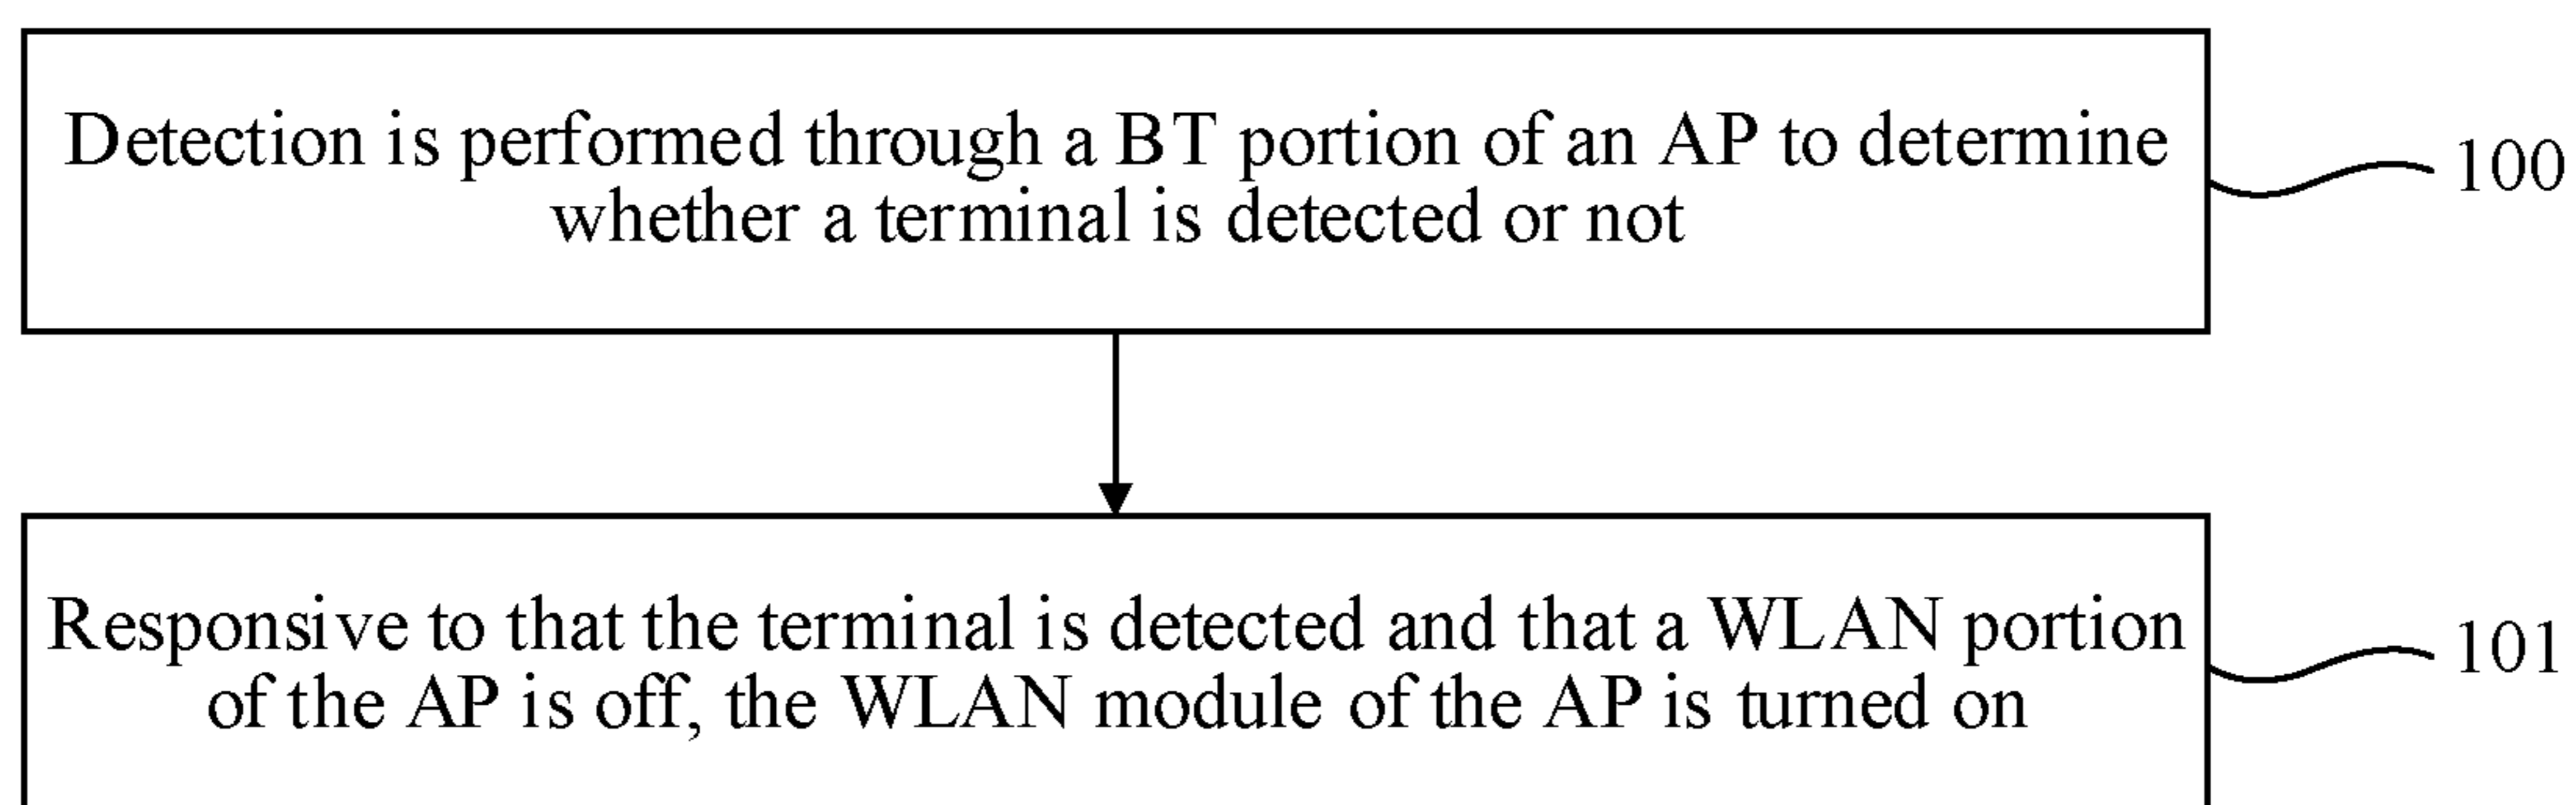 Detection is performed through a BT portion of an AP to determine
whether a terminal is detected or not
100
Responsive to that the terminal is detected and that a WLAN portion
of the AP is off, the WLAN module of the AP is turned on
101